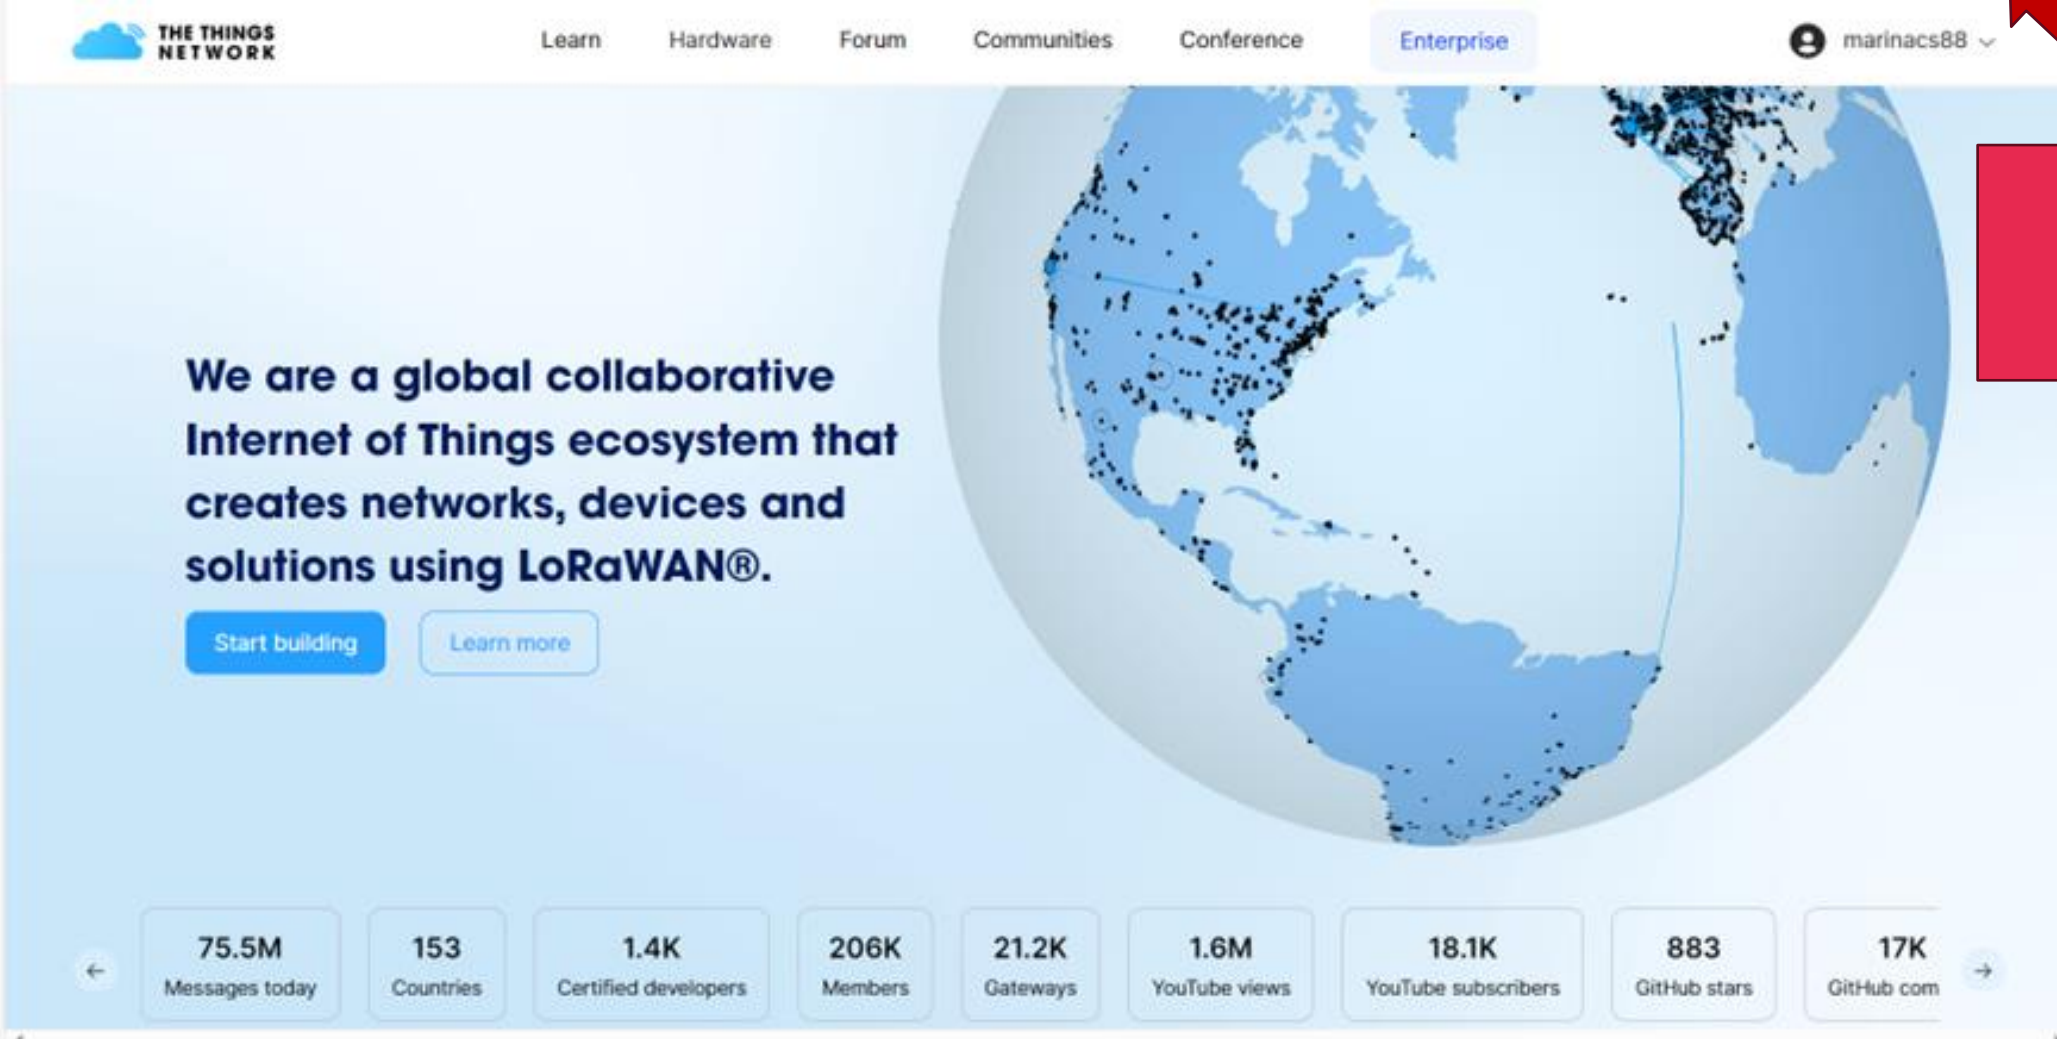 THE THINGS
NETWORK
Learn
Hardware
Forum
Communities
Conference
Enterprise
marinacs88
We are a global collaborative
Internet of Things ecosystem that
creates networks, devices and
solutions using LoRaWAN®.
Start building
Learn more
75.5M
Messages today
153
Countries
1.4K
Certified developers
206K
Members
21.2K
Gateways
1.6M
YouTube views
18.1K
YouTube subscribers
883
GitHub stars
17K
GitHub com